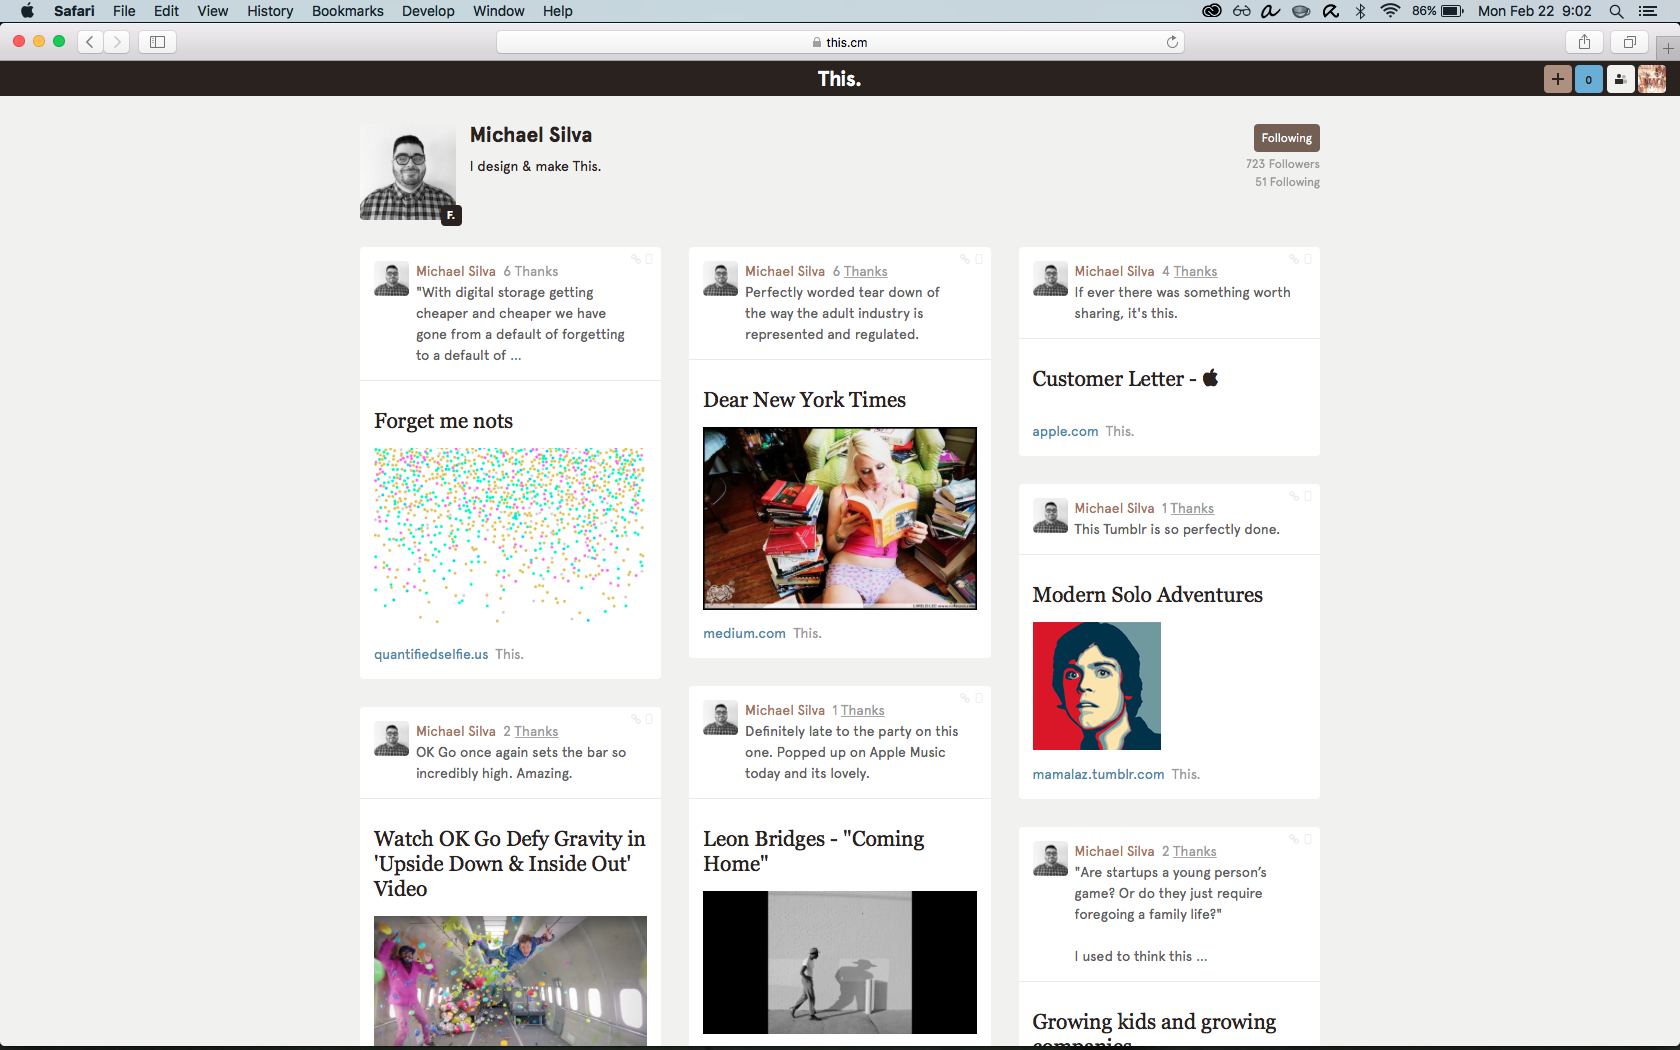 Safari File Edit View History Bookmarks Develop Window Help 86% Mon Feb 22 9:02
this.cm
This.
0
Michael Silva
I design & make This.
F.
Following
723 Followers
51 Following
Michael Silva 6 Thanks
"With digital storage getting
cheaper and cheaper we have
gone from a default of forgetting
to a default of ...
Forget me nots
quantifiedselfie.us This.
Michael Silva 2 Thanks
OK Go once again sets the bar so
incredibly high. Amazing.
Watch OK Go Defy Gravity in
'Upside Down & Inside Out'
Video
Michael Silva 6 Thanks
Perfectly worded tear down of
the way the adult industry is
represented and regulated.
Dear New York Times
medium.com This.
Michael Silva 1 Thanks
Definitely late to the party on this
one. Popped up on Apple Music
today and its lovely.
Leon Bridges - "Coming
Home"
Michael Silva 4 Thanks
If ever there was something worth
sharing, it's this.
Customer Letter -
apple.com This.
Michael Silva 1 Thanks
This Tumblr is so perfectly done.
Modern Solo Adventures
mamalaz.tumblr.com This.
Michael Silva 2 Thanks
"Are startups a young person’s
game? Or do they just require
foregoing a family life?"
I used to think this ...
Growing kids and growing
companies